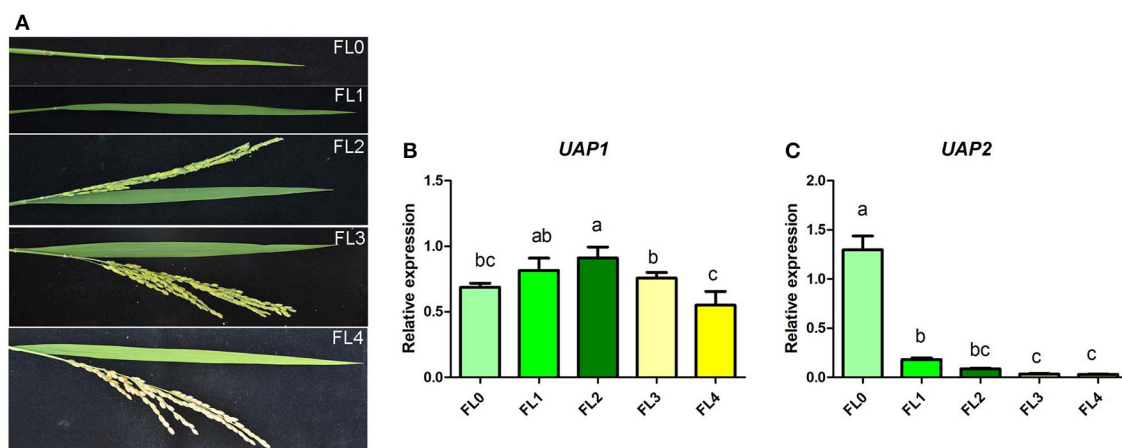 A
FL0
FL1
FL2
FL3
FL4
B
UAP1
Relative expression
1.5
1.0
0.5
0.0
bc
ab
a
b
c
FL0
FL1
FL2
FL3
FL4
C
UAP2
Relative expression
2.0
1.5
1.0
0.5
0.0
a
b
bc
c
c
FL0
FL1
FL2
FL3
FL4